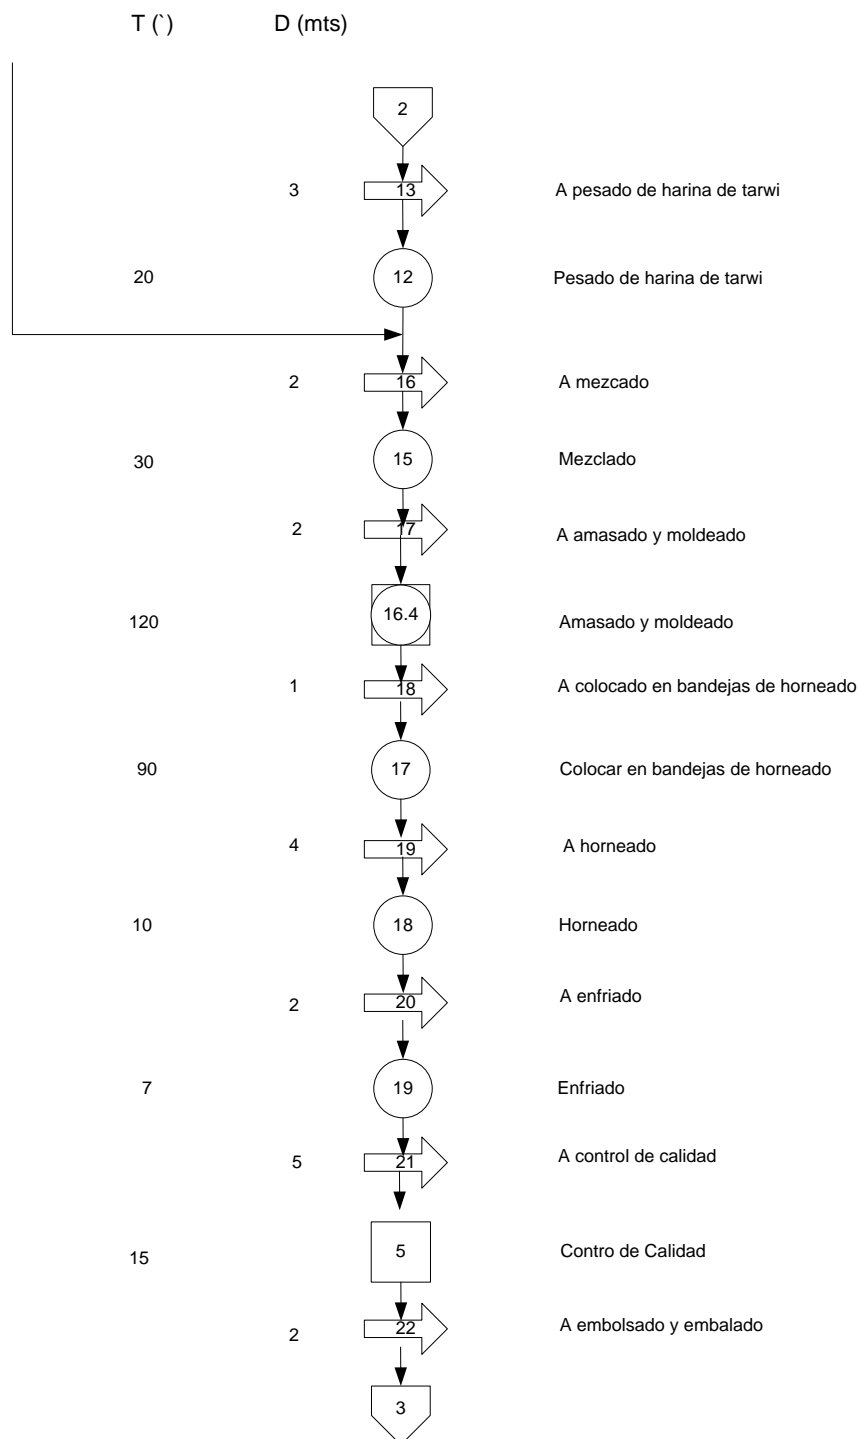 T (`) D (mts)
2
3 13 A pesado de harina de tarwi
20 12 Pesado de harina de tarwi
2 16 A mezcado
30 15 Mezclado
2 17 A amasado y moldeado
120 16.4 Amasado y moldeado
1 18 A colocado en bandejas de horneado
90 17 Colocar en bandejas de horneado
4 19 A horneado
10 18 Horneado
2 20 A enfriado
7 19 Enfriado
5 21 A control de calidad
15 5 Contro de Calidad
2 22 A embolsado y embalado
3